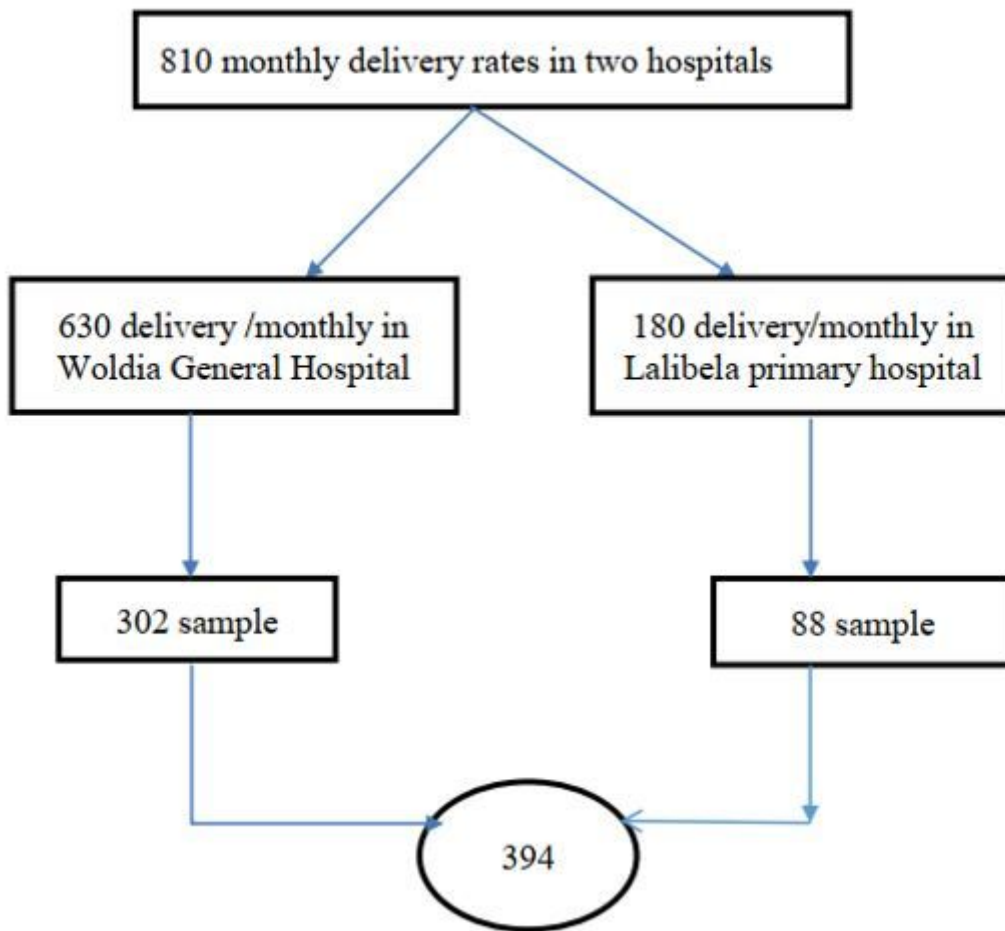 810 monthly delivery rates in two hospitals
630 delivery /monthly in
Woldia General Hospital
180 delivery/monthly in
Lalibela primary hospital
302 sample
88 sample
394